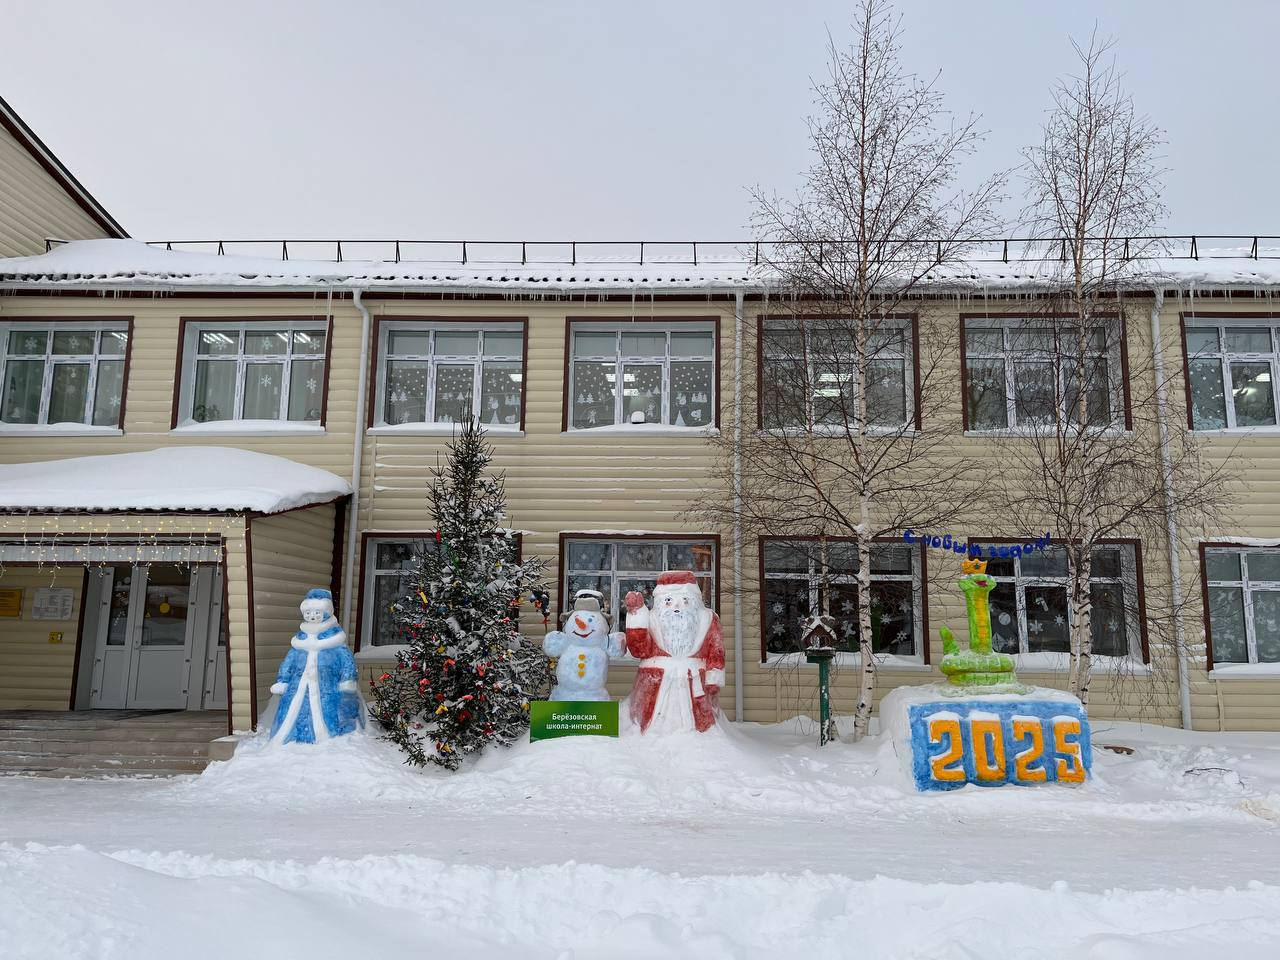 С новым годом!
Берёзовская
школа-интернат
2025